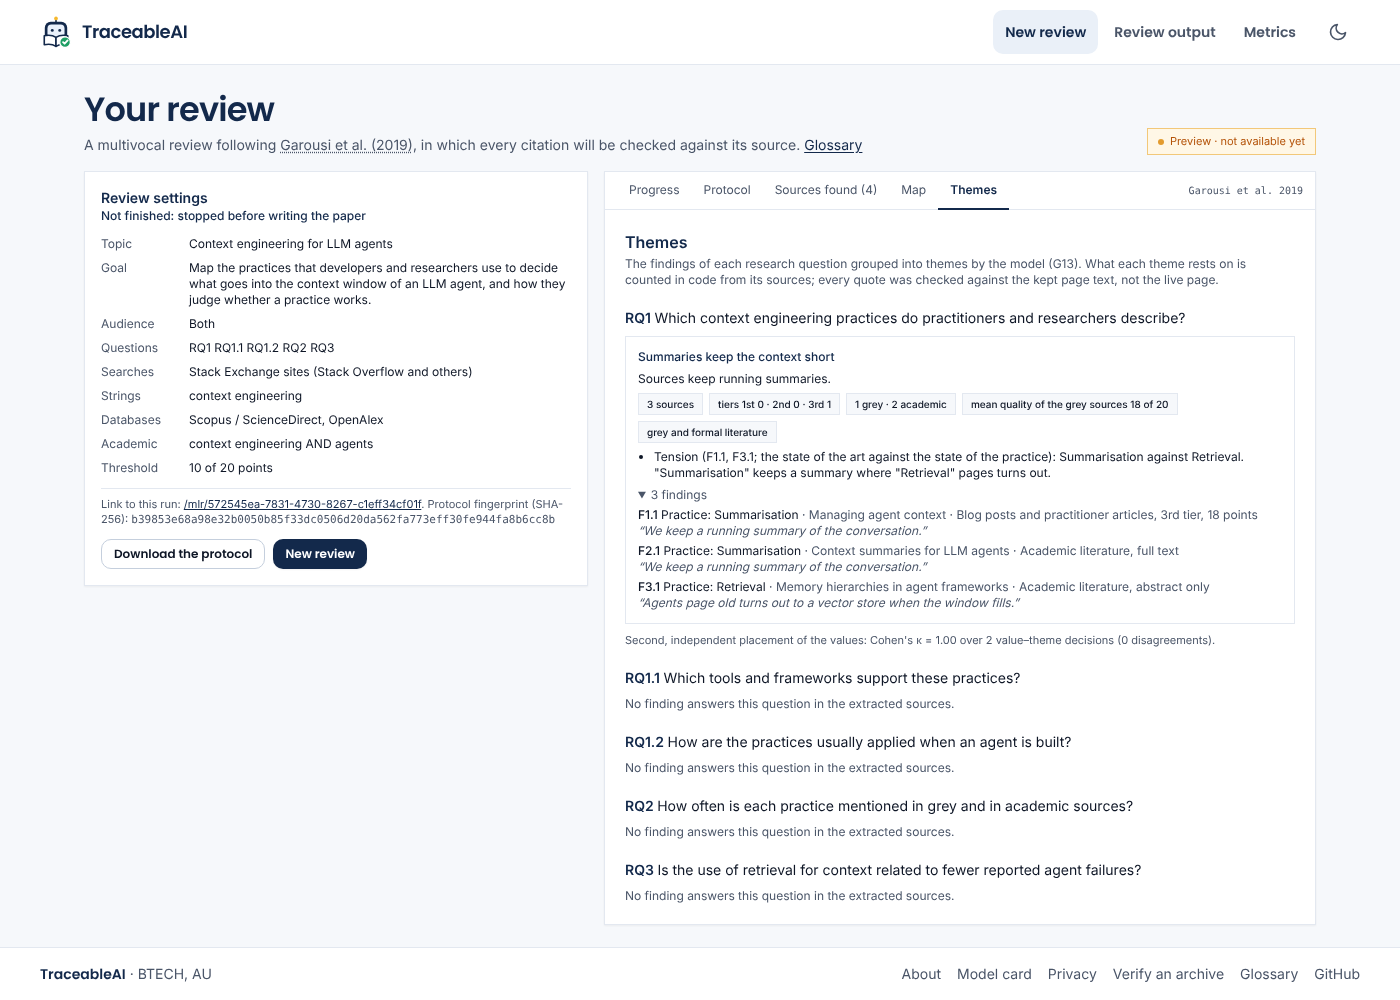 TraceableAI
New review
Review output
Metrics
Your review
A multivocal review following Garousi et al. (2019), in which every citation will be checked against its source. Glossary
Preview · not available yet
Review settings
Not finished: stopped before writing the paper
Topic Context engineering for LLM agents
Goal Map the practices that developers and researchers use to decide
what goes into the context window of an LLM agent, and how they
judge whether a practice works.
Audience Both
Questions RQ1 RQ1.1 RQ1.2 RQ2 RQ3
Searches Stack Exchange sites (Stack Overflow and others)
Strings context engineering
Databases Scopus / ScienceDirect, OpenAlex
Academic context engineering AND agents
Threshold 10 of 20 points
Link to this run: /mlr/572545ea-7831-4730-8267-c1eff34cf01f. Protocol fingerprint (SHA-
256): b39853e68a98e32b0050b85f33dc0506d20da562fa773eff30fe944fa8b6cc8b
Download the protocol
New review
Progress
Protocol
Sources found (4)
Map
Themes
Garousi et al. 2019
Themes
The findings of each research question grouped into themes by the model (G13). What each theme rests on is
counted in code from its sources; every quote was checked against the kept page text, not the live page.
RQ1 Which context engineering practices do practitioners and researchers describe?
Summaries keep the context short
Sources keep running summaries.
3 sources
tiers 1st 0 · 2nd 0 · 3rd 1
1 grey · 2 academic
mean quality of the grey sources 18 of 20
grey and formal literature
• Tension (F1.1, F3.1; the state of the art against the state of the practice): Summarisation against Retrieval.
"Summarisation" keeps a summary where "Retrieval" pages turns out.
▼ 3 findings
F1.1 Practice: Summarisation · Managing agent context · Blog posts and practitioner articles, 3rd tier, 18 points
“We keep a running summary of the conversation.”
F2.1 Practice: Summarisation · Context summaries for LLM agents · Academic literature, full text
“We keep a running summary of the conversation.”
F3.1 Practice: Retrieval · Memory hierarchies in agent frameworks · Academic literature, abstract only
“Agents page old turns out to a vector store when the window fills.”
Second, independent placement of the values: Cohen's κ = 1.00 over 2 value–theme decisions (0 disagreements).
RQ1.1 Which tools and frameworks support these practices?
No finding answers this question in the extracted sources.
RQ1.2 How are the practices usually applied when an agent is built?
No finding answers this question in the extracted sources.
RQ2 How often is each practice mentioned in grey and in academic sources?
No finding answers this question in the extracted sources.
RQ3 Is the use of retrieval for context related to fewer reported agent failures?
No finding answers this question in the extracted sources.
TraceableAI · BTECH, AU
About
Model card
Privacy
Verify an archive
Glossary
GitHub